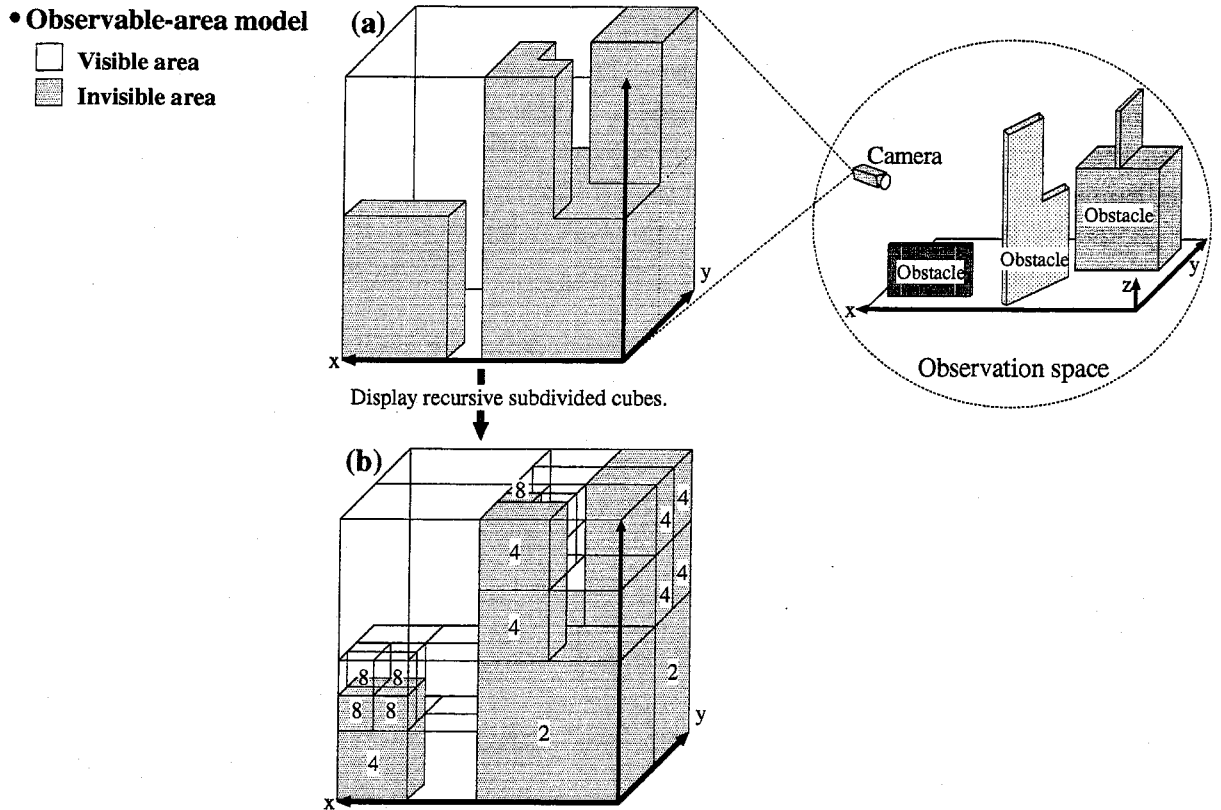 • Observable-area model
Visible area
Invisible area
(a)
y
x
Camera
Obstacle
Obstacle
Obstacle
z
y
x
Observation space
Display recursive subdivided cubes.
(b)
8
4
4
4
4
4
4
8
8
8
8
4
2
2
y
x